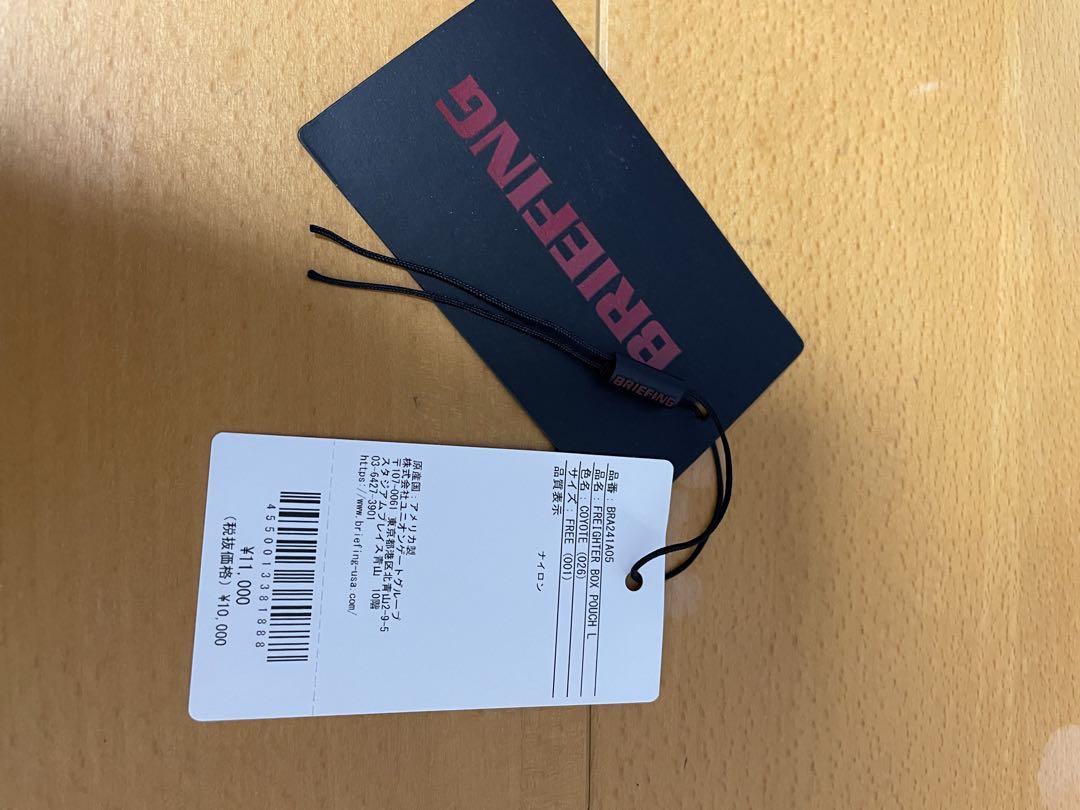 BRIEFING
BRIEFING
品番：BRA241A05
品名：FREIGHTER BOX POUCH L
色名：COYOTE (026)
サイズ：FREE (001)
品質表示
ナイロン
原産国：アメリカ製
株式会社ユニオンゲートグループ
〒107-0061 東京都港区北青山2-9-5
スタジアムプレイス青山 10階
03-6427-3901
https://www.briefing-usa.com/
4550013381888
¥11,000
(税抜価格) ¥10,000